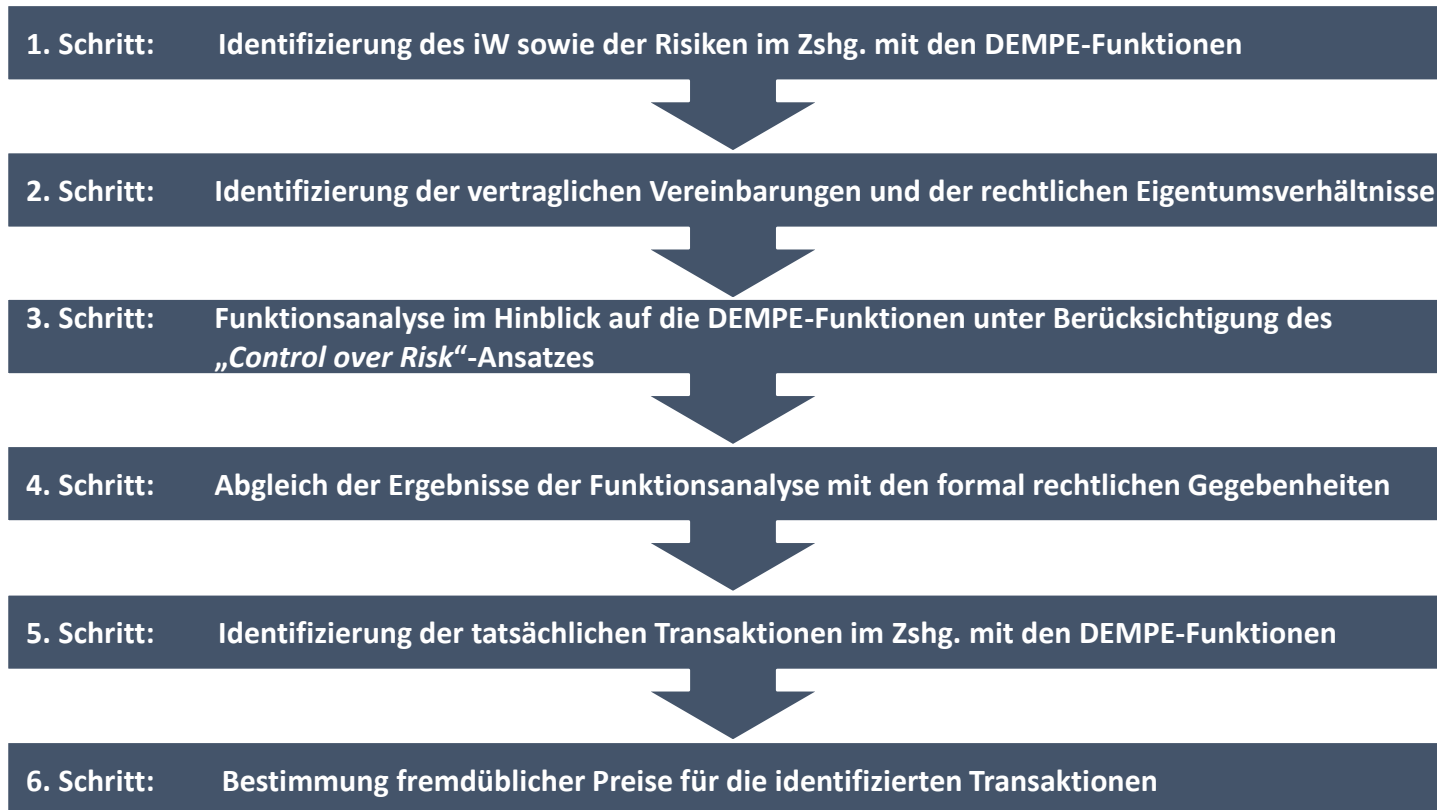 1. Schritt: Identifizierung des iW sowie der Risiken im Zshg. mit den DEMPE-Funktionen
2. Schritt: Identifizierung der vertraglichen Vereinbarungen und der rechtlichen Eigentumsverhältnisse
3. Schritt: Funktionsanalyse im Hinblick auf die DEMPE-Funktionen unter Berücksichtigung des
„Control over Risk“-Ansatzes
4. Schritt: Abgleich der Ergebnisse der Funktionsanalyse mit den formal rechtlichen Gegebenheiten
5. Schritt: Identifizierung der tatsächlichen Transaktionen im Zshg. mit den DEMPE-Funktionen
6. Schritt: Bestimmung fremdüblicher Preise für die identifizierten Transaktionen